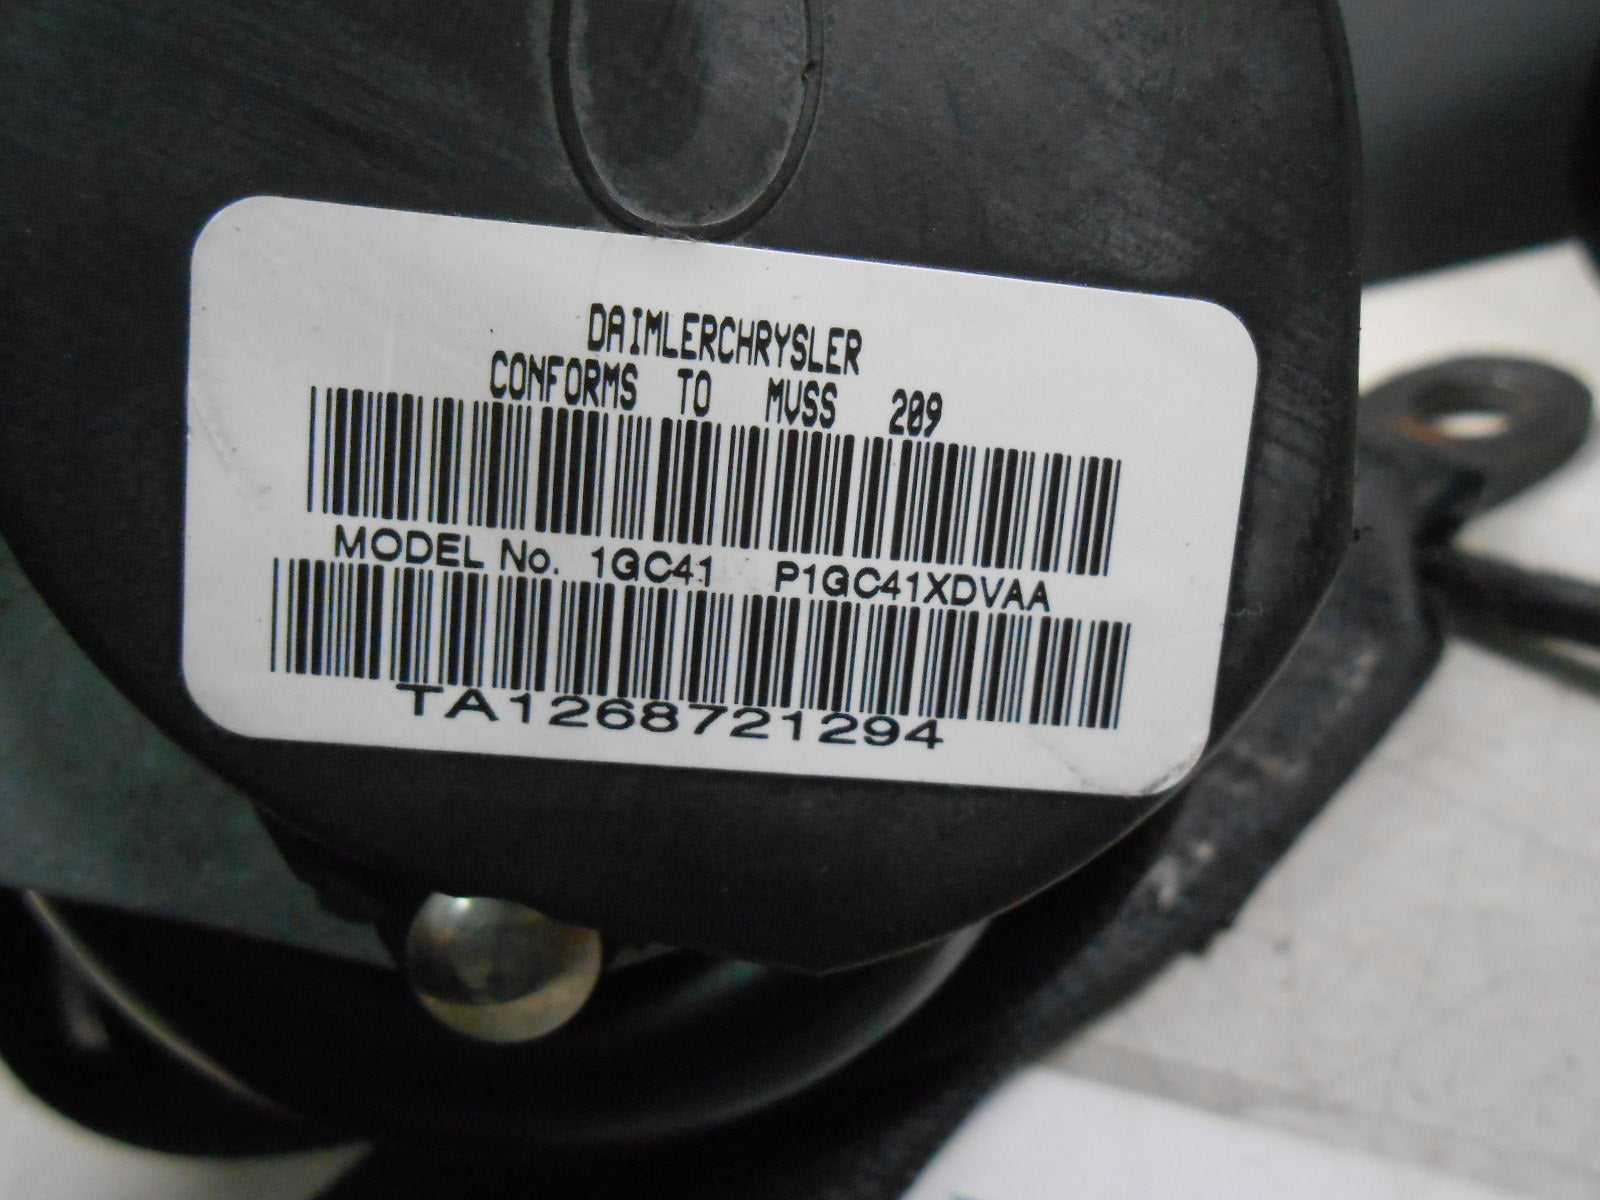 DAIMLERCHRYSLER
CONFORMS TO MVSS 209
MODEL No. 1GC41 P1GC41XDVAA
TA1268721294